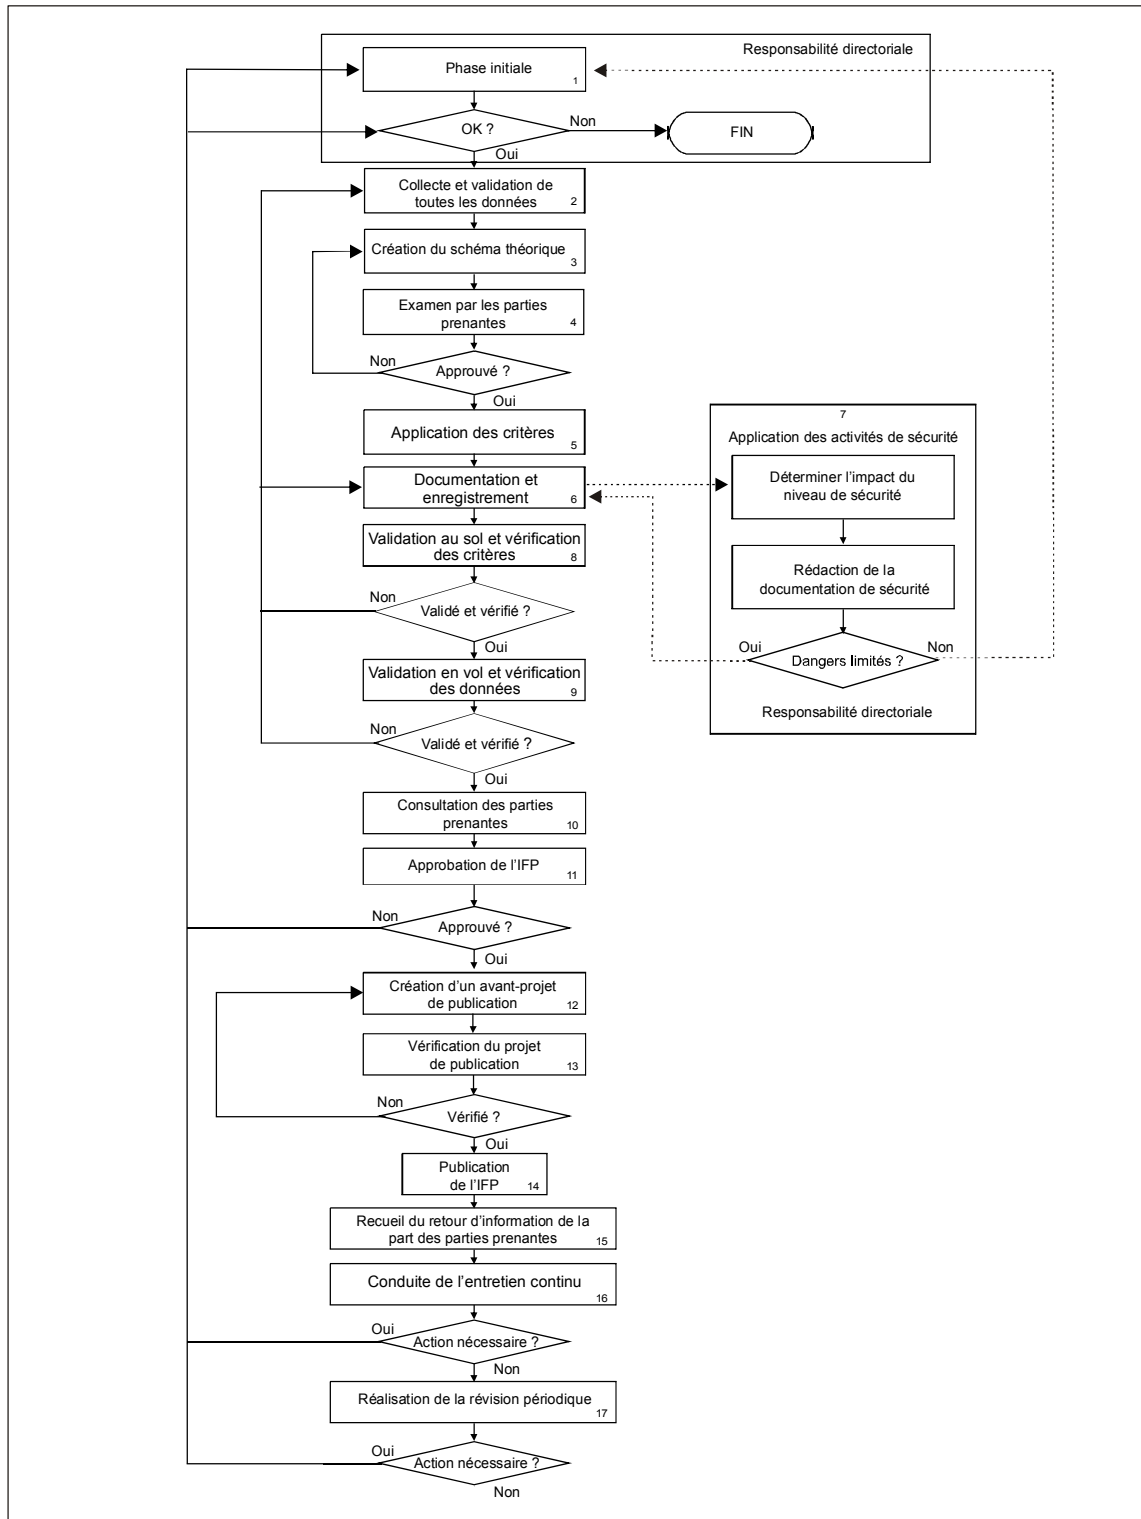 Responsabilité directoriale
Phase initiale
1
OK ?
Non
FIN
Oui
Collecte et validation de
toutes les données
2
Création du schéma théorique
3
Examen par les parties
prenantes
4
Non
Approuvé ?
Oui
Application des critères
5
Documentation et
enregistrement
6
7
Application des activités de sécurité
Déterminer l'impact du
niveau de sécurité
Rédaction de la
documentation de sécurité
Oui
Non
Dangers limités ?
Responsabilité directoriale
Validation au sol et vérification
des critères
8
Non
Validé et vérifié ?
Oui
Validation en vol et vérification
des données
9
Non
Validé et vérifié ?
Oui
Consultation des parties
prenantes
10
Approbation de l'IFP
11
Non
Approuvé ?
Oui
Création d'un avant-projet
de publication
12
Vérification du projet
de publication
13
Non
Vérifié ?
Oui
Publication
de l'IFP
14
Recueil du retour d'information de la
part des parties prenantes
15
Conduite de l'entretien continu
16
Oui
Action nécessaire ?
Non
Réalisation de la révision périodique
17
Oui
Action nécessaire ?
Non